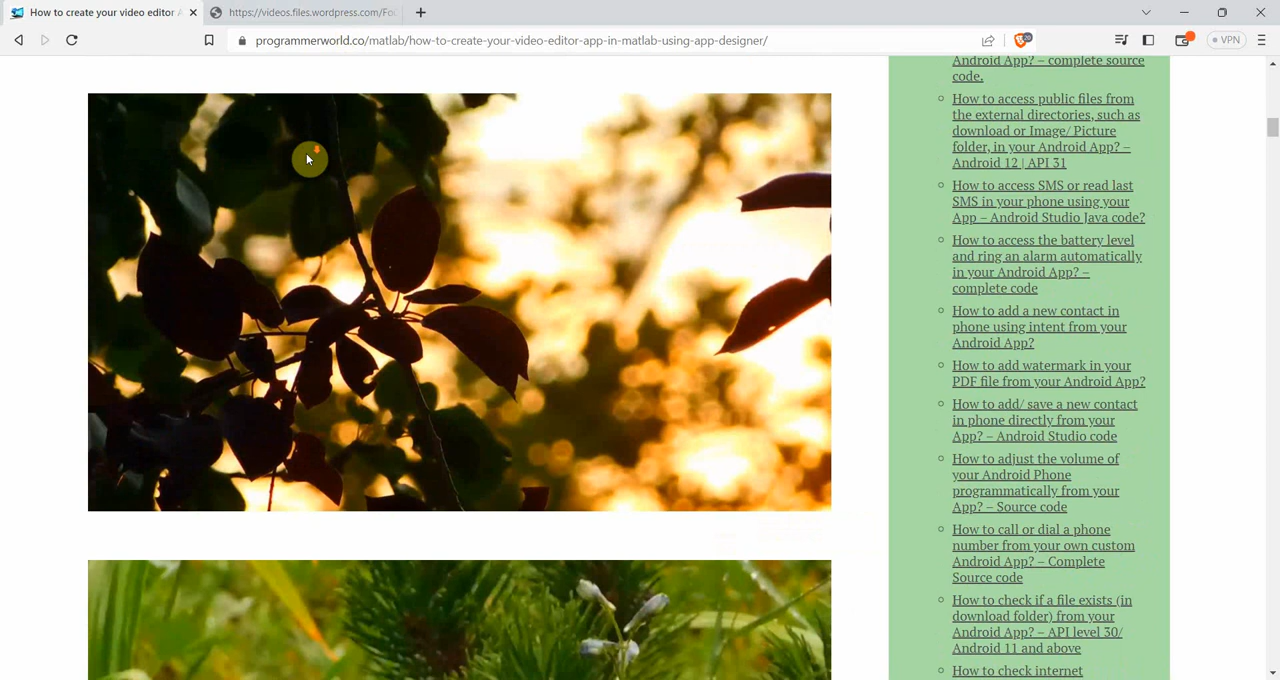 How to create your video editor A
https://videos.files.wordpress.com/Fol
programmerworld.co/matlab/how-to-create-your-video-editor-app-in-matlab-using-app-designer/
20
VPN
Android App? – complete source
code.
How to access public files from
the external directories, such as
download or Image/ Picture
folder, in your Android App? –
Android 12 | API 31
How to access SMS or read last
SMS in your phone using your
App – Android Studio Java code?
How to access the battery level
and ring an alarm automatically
in your Android App? –
complete code
How to add a new contact in
phone using intent from your
Android App?
How to add watermark in your
PDF file from your Android App?
How to add/ save a new contact
in phone directly from your
App? – Android Studio code
How to adjust the volume of
your Android Phone
programmatically from your
App? – Source code
How to call or dial a phone
number from your own custom
Android App? – Complete
Source code
How to check if a file exists (in
download folder) from your
Android App? – API level 30/
Android 11 and above
How to check internet